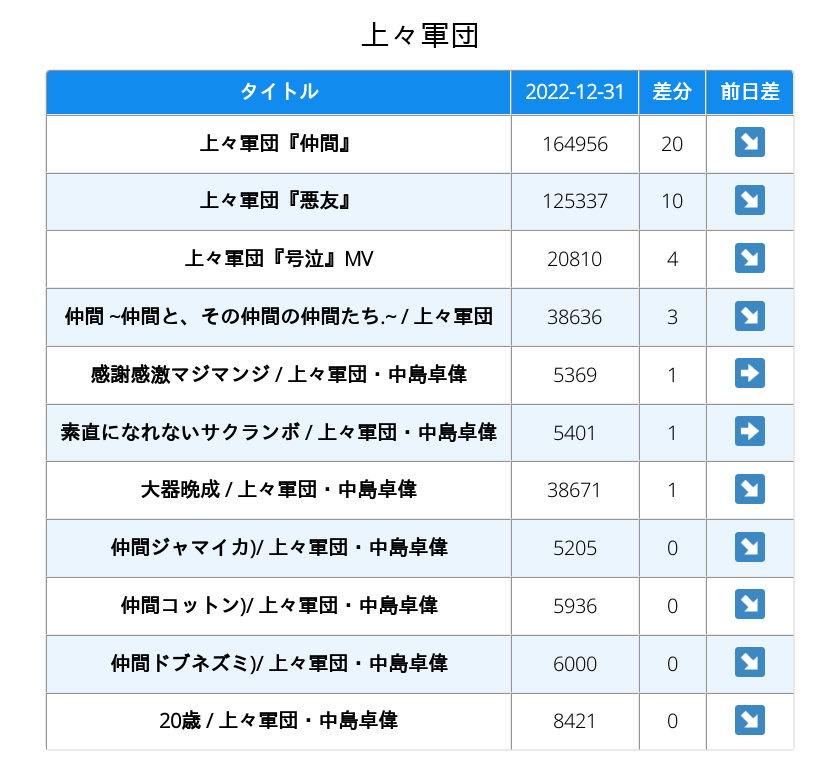 上々軍団
タイトル 2022-12-31 差分 前日差
上々軍団『仲間』 164956 20 ↘
上々軍団『悪友』 125337 10 ↘
上々軍団『号泣』MV 20810 4 ↘
仲間 ~仲間と、その仲間の仲間たち.~ / 上々軍団 38636 3 ↘
感謝感激マジマンジ / 上々軍団・中島卓偉 5369 1 ➡
素直になれないサクランボ / 上々軍団・中島卓偉 5401 1 ➡
大器晩成 / 上々軍団・中島卓偉 38671 1 ↘
仲間ジャマイカ)/ 上々軍団・中島卓偉 5205 0 ↘
仲間コットン)/ 上々軍団・中島卓偉 5936 0 ↘
仲間ドブネズミ)/ 上々軍団・中島卓偉 6000 0 ↘
20歳 / 上々軍団・中島卓偉 8421 0 ↘